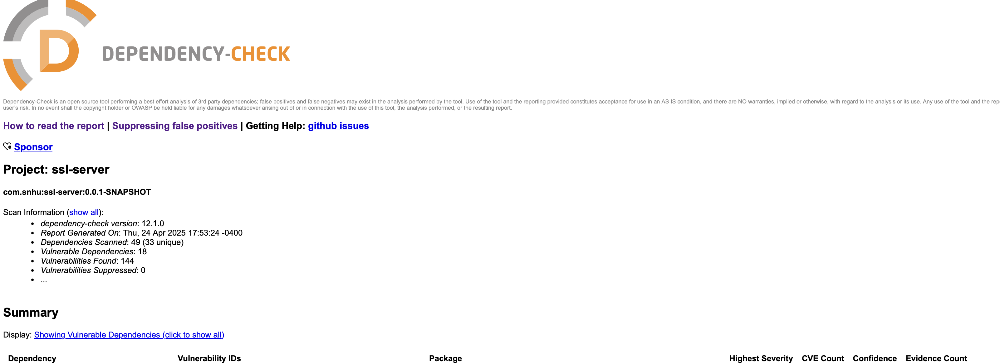 DEPENDENCY-CHECK
Dependency-Check is an open source tool performing a best effort analysis of 3rd party dependencies; false positives and false negatives may exist in the analysis performed by the tool. Use of the tool and the reporting provided constitutes acceptance for use in an AS IS condition, and there are NO warranties, implied or otherwise, with regard to the analysis or its use. Any use of the tool and the
user's risk. In no event shall the copyright holder or OWASP be held liable for any damages whatsoever arising out of or in connection with the use of this tool, the analysis performed, or the resulting report.
How to read the report | Suppressing false positives | Getting Help: github issues
Sponsor
Project: ssl-server
com.snhu:ssl-server:0.0.1-SNAPSHOT
Scan Information (show all):
• dependency-check version: 12.1.0
• Report Generated On: Thu, 24 Apr 2025 17:53:24 -0400
• Dependencies Scanned: 49 (33 unique)
• Vulnerable Dependencies: 18
• Vulnerabilities Found: 144
• Vulnerabilities Suppressed: 0
• ...
Summary
Display: Showing Vulnerable Dependencies (click to show all)
Dependency Vulnerability IDs Package Highest Severity CVE Count Confidence Evidence Count